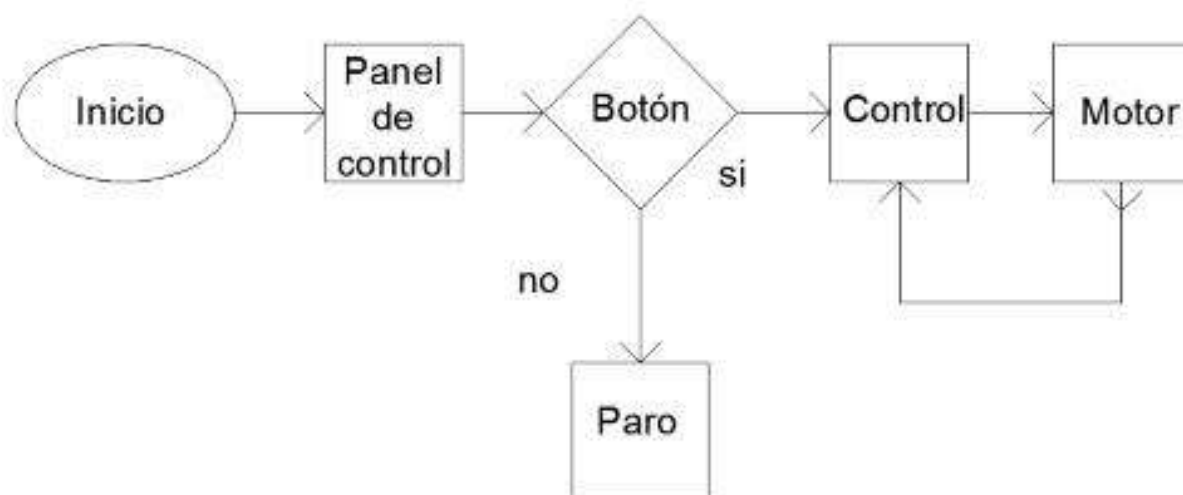 Inicio
Panel
de
control
Botón
si
Control
Motor
no
Paro